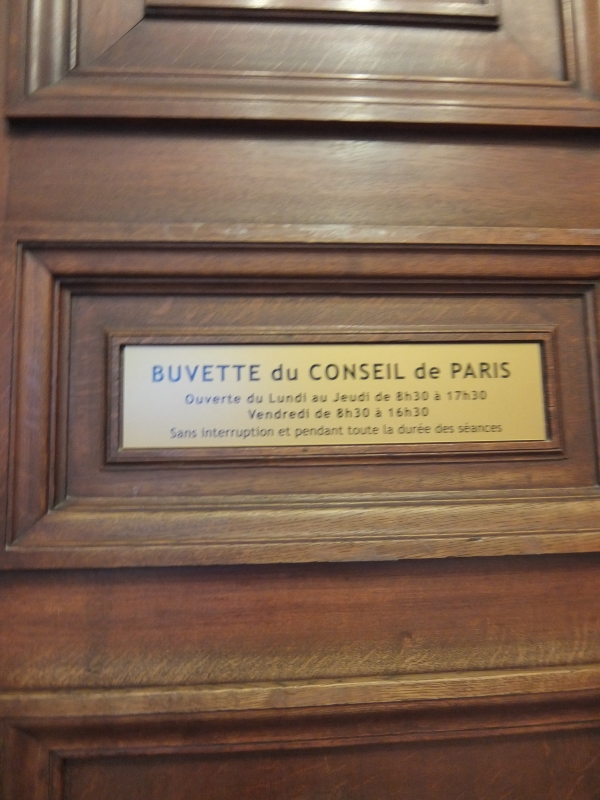 BUVETTE du CONSEIL de PARIS
Ouverte du Lundi au Jeudi de 8h30 à 17h30
Vendredi de 8h30 à 16h30
Sans interruption et pendant toute la durée des séances